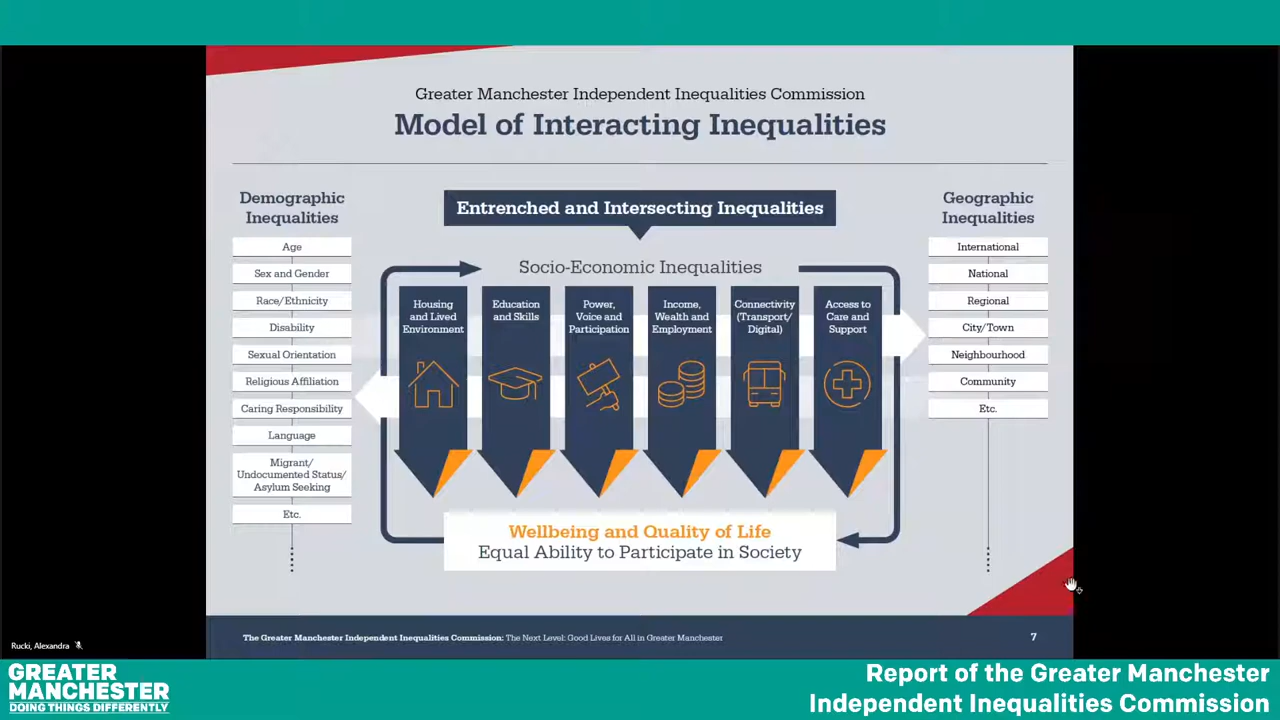 Greater Manchester Independent Inequalities Commission
Model of Interacting Inequalities
Demographic
Inequalities
Age
Sex and Gender
Race/Ethnicity
Disability
Sexual Orientation
Religious Affiliation
Caring Responsibility
Language
Migrant/
Undocumented Status/
Asylum Seeking
Etc.
Entrenched and Intersecting Inequalities
Socio-Economic Inequalities
Housing
and Lived
Environment
Education
and Skills
Power,
Voice and
Participation
Income,
Wealth and
Employment
Connectivity
(Transport/
Digital)
Access to
Care and
Support
Wellbeing and Quality of Life
Equal Ability to Participate in Society
Geographic
Inequalities
International
National
Regional
City/Town
Neighbourhood
Community
Etc.
The Greater Manchester Independent Inequalities Commission: The Next Level: Good Lives for All in Greater Manchester
7
Rucki, Alexandra
GREATER
MANCHESTER
DOING THINGS DIFFERENTLY
Report of the Greater Manchester
Independent Inequalities Commission